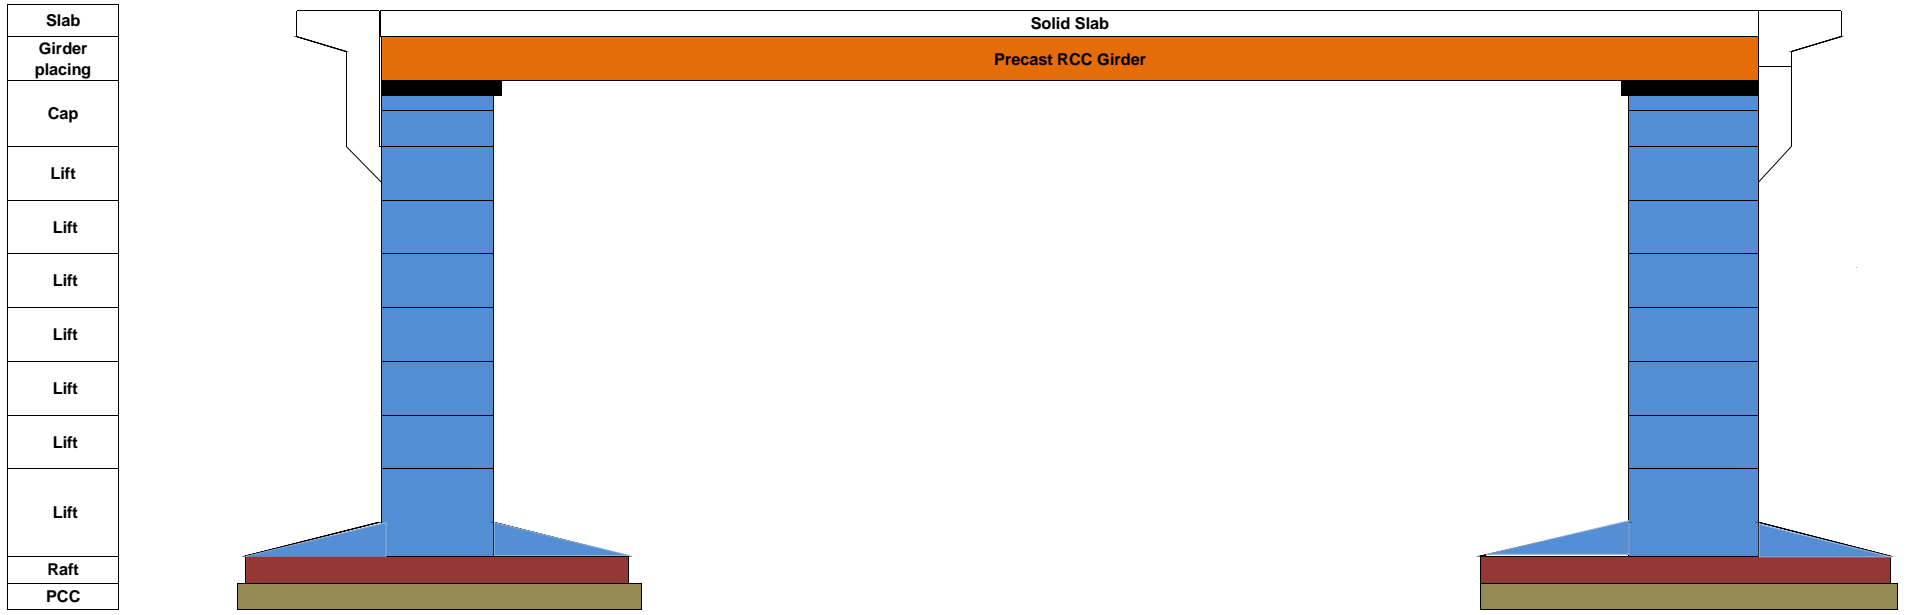 Slab
Solid Slab
Girder
placing
Precast RCC Girder
Cap
Lift
Lift
Lift
Lift
Lift
Lift
Lift
Raft
PCC